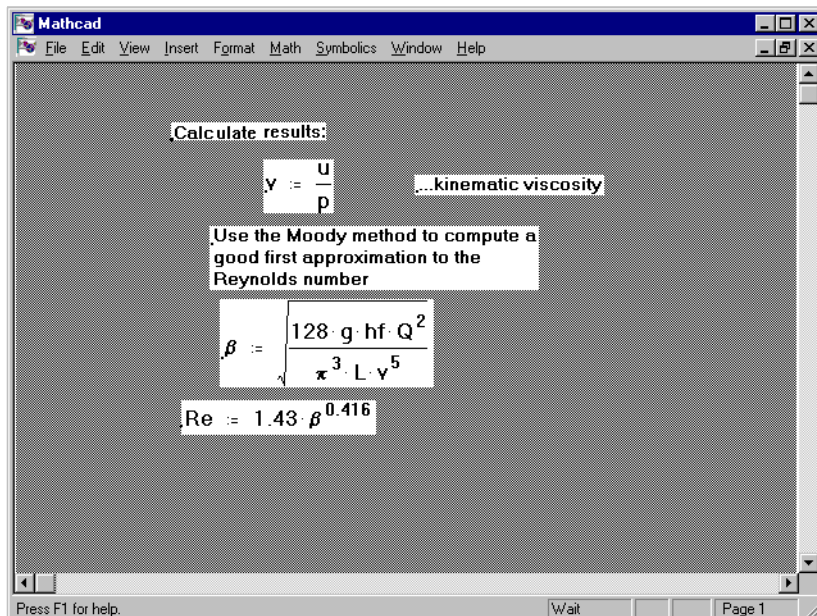 Mathcad
File Edit View Insert Format Math Symbolics Window Help
Calculate results:
v := u/p ...kinematic viscosity
Use the Moody method to compute a
good first approximation to the
Reynolds number
β := √(128·g·hf·Q²/π³·L·v⁵)
Re := 1.43·β^0.416
Press F1 for help. Wait Page 1